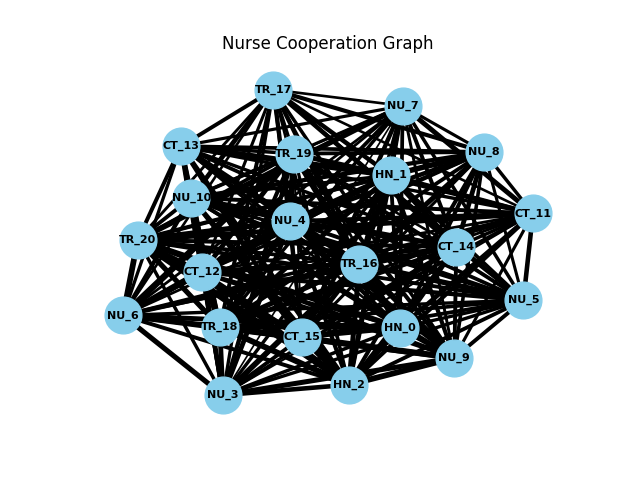 Nurse Cooperation Graph
TR_17
NU_7
CT_13
TR_19
NU_8
HN_1
NU_10
CT_11
NU_4
TR_20
CT_14
TR_16
CT_12
NU_5
NU_6
TR_18
HN_0
CT_15
NU_9
HN_2
NU_3